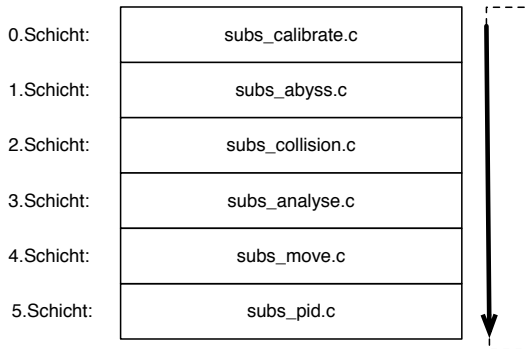 0.Schicht: subs_calibrate.c
1.Schicht: subs_abyss.c
2.Schicht: subs_collision.c
3.Schicht: subs_analyse.c
4.Schicht: subs_move.c
5.Schicht: subs_pid.c